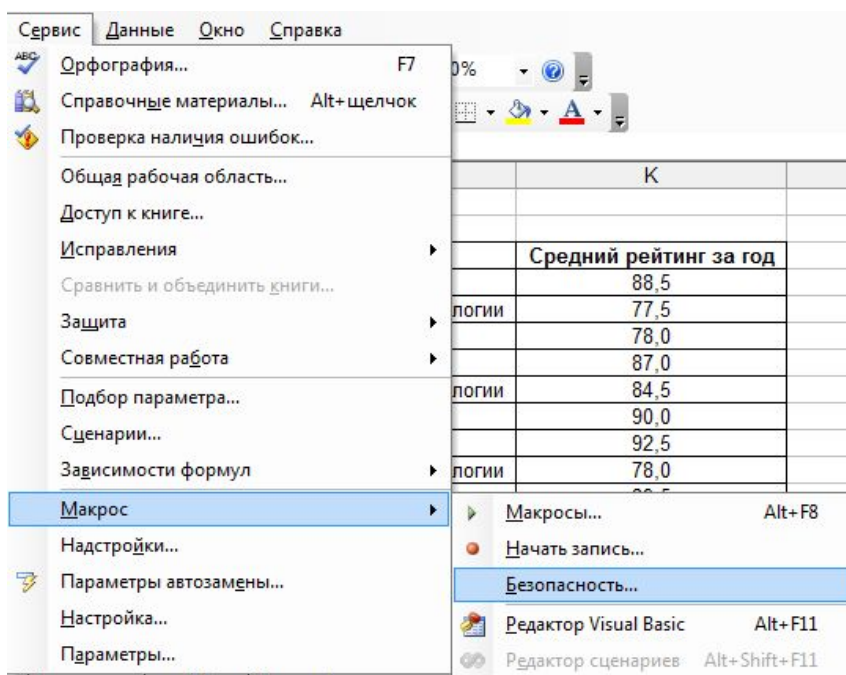 Сервис Данные Окно Справка
ABC
Орфография... F7
0%
Справочные материалы... Alt+щелчок
А
Проверка наличия ошибок...
Общая рабочая область...
K
Доступ к книге...
Исправления
Средний рейтинг за год
Сравнить и объединить книги...
88,5
Защита
логии 77,5
78,0
Совместная работа
87,0
Подбор параметра...
логии 84,5
90,0
Сценарии...
92,5
Зависимости формул
логии 78,0
Макрос
Макросы... Alt+F8
Надстройки...
Начать запись...
Параметры автозамены...
Безопасность...
Настройка...
Редактор Visual Basic Alt+F11
Параметры...
Редактор сценариев Alt+Shift+F11